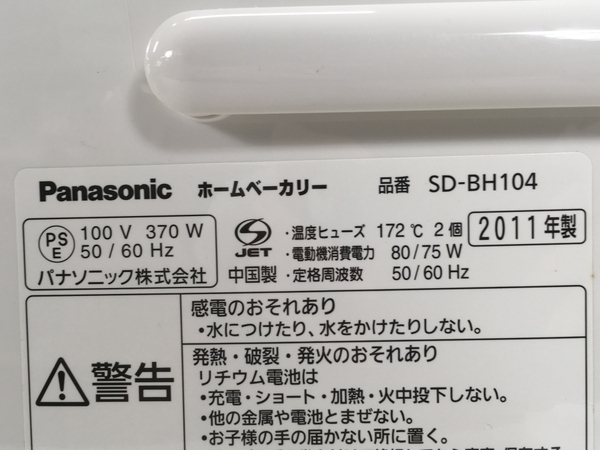 Panasonic ホームベーカリー 品番 SD-BH104
PS E 100 V 370 W
50 / 60 Hz
パナソニック株式会社
JET
中国製
・温度ヒューズ 172 ℃ 2 個
・電動機消費電力 80 / 75 W
・定格周波数 50 / 60 Hz
2011年製
警告
感電のおそれあり
•水につけたり、水をかけたりしない。
発熱・破裂・発火のおそれあり
リチウム電池は
•充電・ショート・加熱・火中投下しない。
•他の金属や電池とまぜない。
•お子様の手の届かない所に置く。